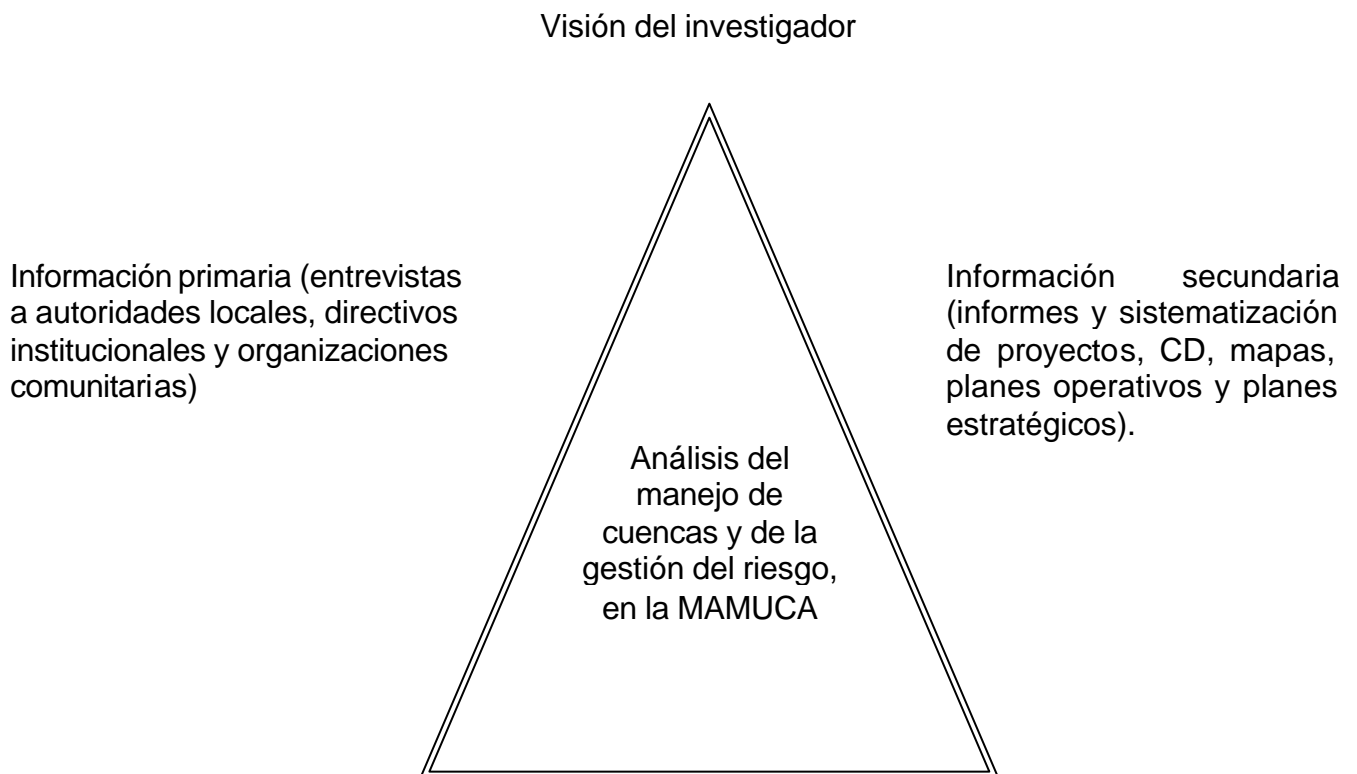 Visión del investigador
Información primaria (entrevistas
a autoridades locales, directivos
institucionales y organizaciones
comunitarias)
Información secundaria
(informes y sistematización
de proyectos, CD, mapas,
planes operativos y planes
estratégicos).
Análisis del
manejo de
cuencas y de la
gestión del riesgo,
en la MAMUCA